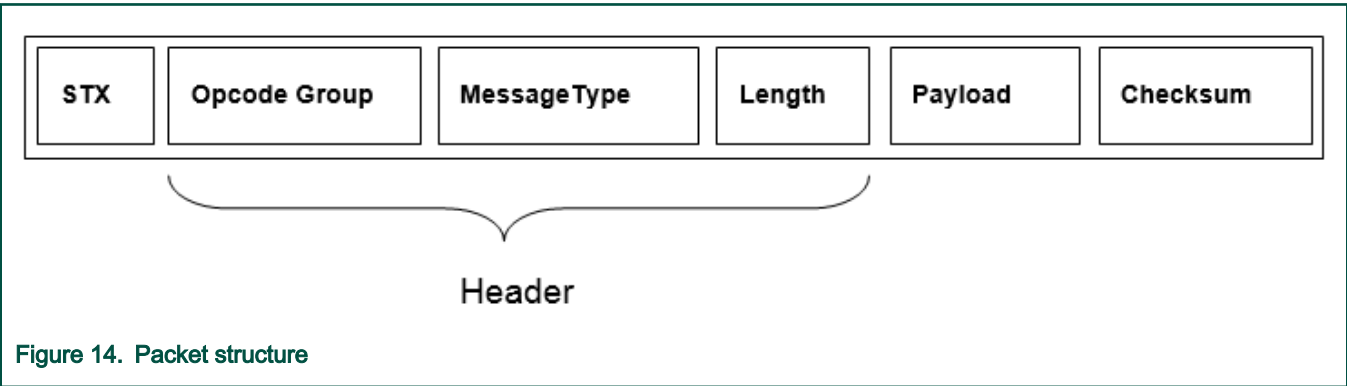 STX Opcode Group MessageType Length Payload Checksum
Header
Figure 14. Packet structure